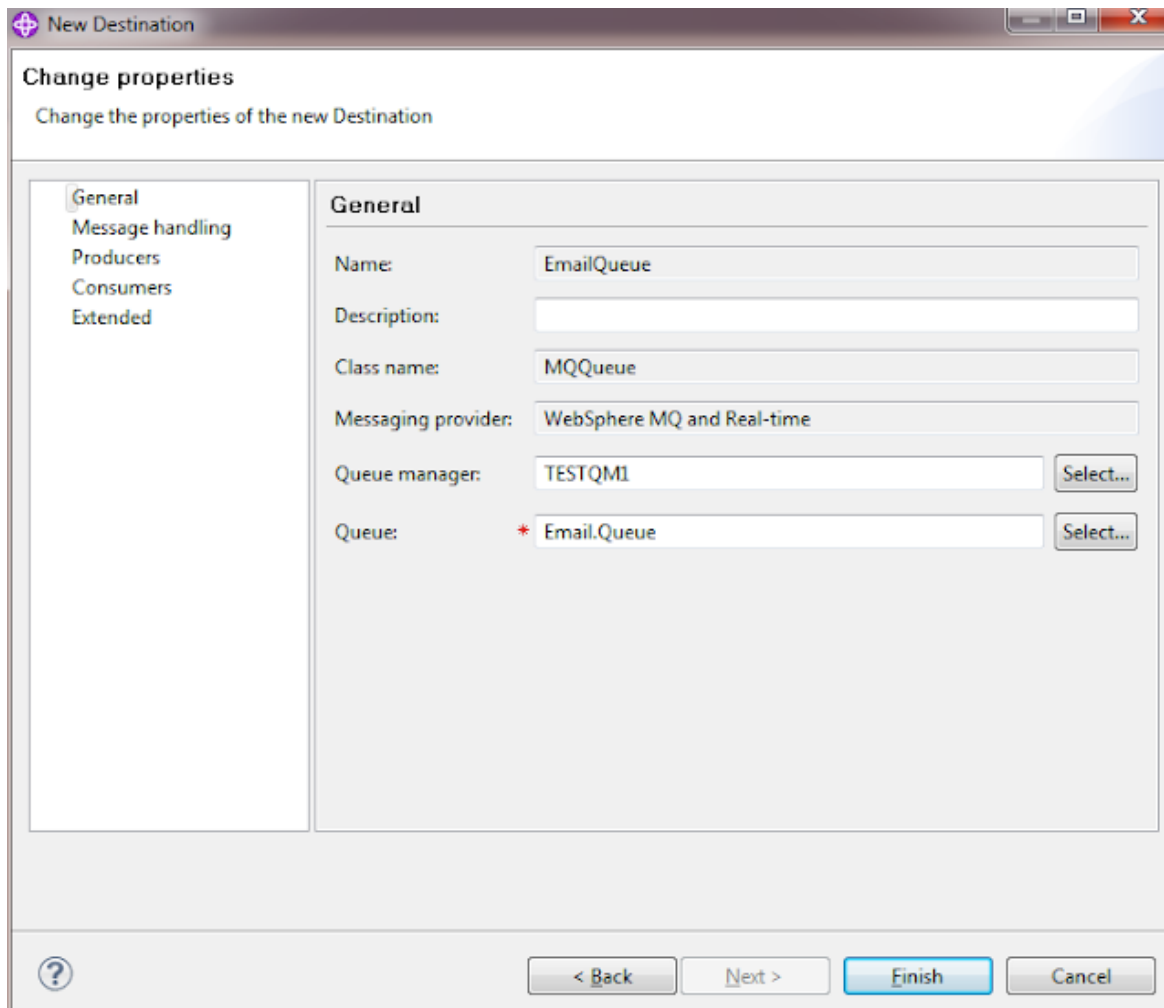 New Destination
Change properties
Change the properties of the new Destination
General
Message handling
Producers
Consumers
Extended
General
Name: EmailQueue
Description:
Class name: MQQueue
Messaging provider: WebSphere MQ and Real-time
Queue manager: TESTQM1 Select...
Queue: * Email.Queue Select...
? < Back Next > Finish Cancel